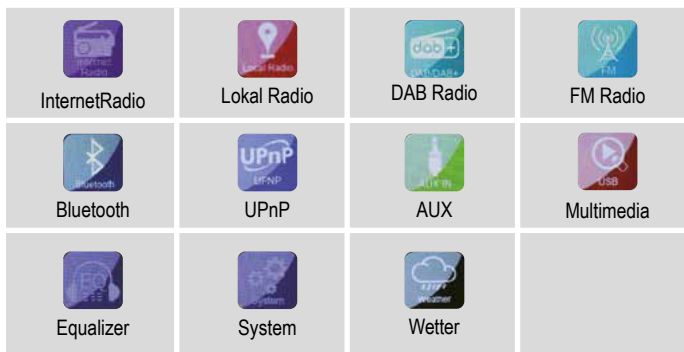 Internet
Radio
InternetRadio
Local Radio
Lokal Radio
dab+
DAB/DAB+
DAB Radio
FM
FM Radio
Bluetooth
Bluetooth
UPnP
UPNP
UPnP
AUX IN
AUX
USB
Multimedia
EQ
Equalizer
System
System
Weather
Wetter